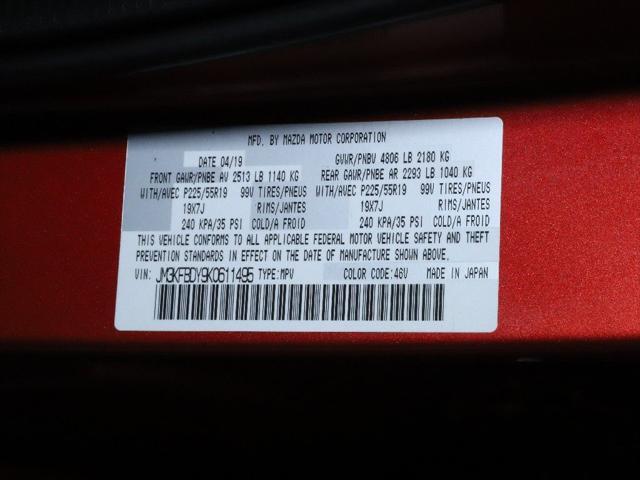 MFD. BY MAZDA MOTOR CORPORATION
DATE 04/19 GVWR/PNBV 4806 LB 2180 KG
FRONT GAWR/PNBE AV 2513 LB 1140 KG REAR GAWR/PNBE AR 2293 LB 1040 KG
WITH/AVEC P225/55R19 99V TIRES/PNEUS WITH/AVEC P225/55R19 99V TIRES/PNEUS
19X7J RIMS/JANTES 19X7J RIMS/JANTES
240 KPA/35 PSI COLD/A FROID 240 KPA/35 PSI COLD/A FROID
THIS VEHICLE CONFORMS TO ALL APPLICABLE FEDERAL MOTOR VEHICLE SAFETY AND THEFT
PREVENTION STANDARDS IN EFFECT ON THE DATE OF MANUFACTURE SHOWN ABOVE.
VIN: JM3KFBDY9K0611495 TYPE:MPV COLOR CODE:46V MADE IN JAPAN